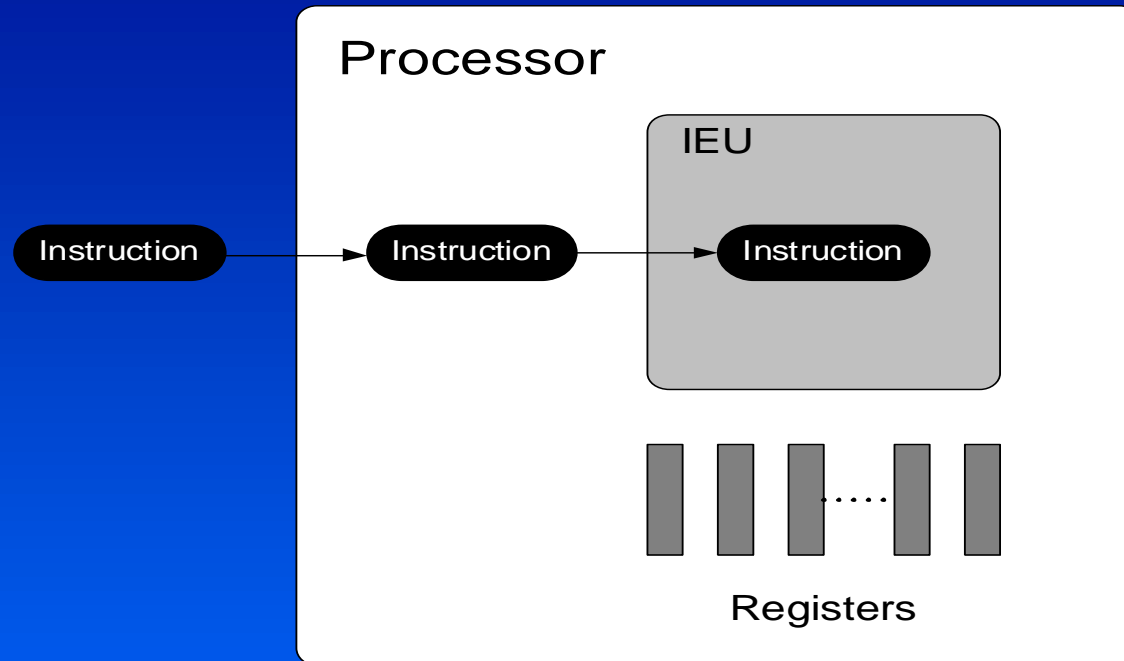 Processor
IEU
Instruction
Instruction
Instruction
Registers